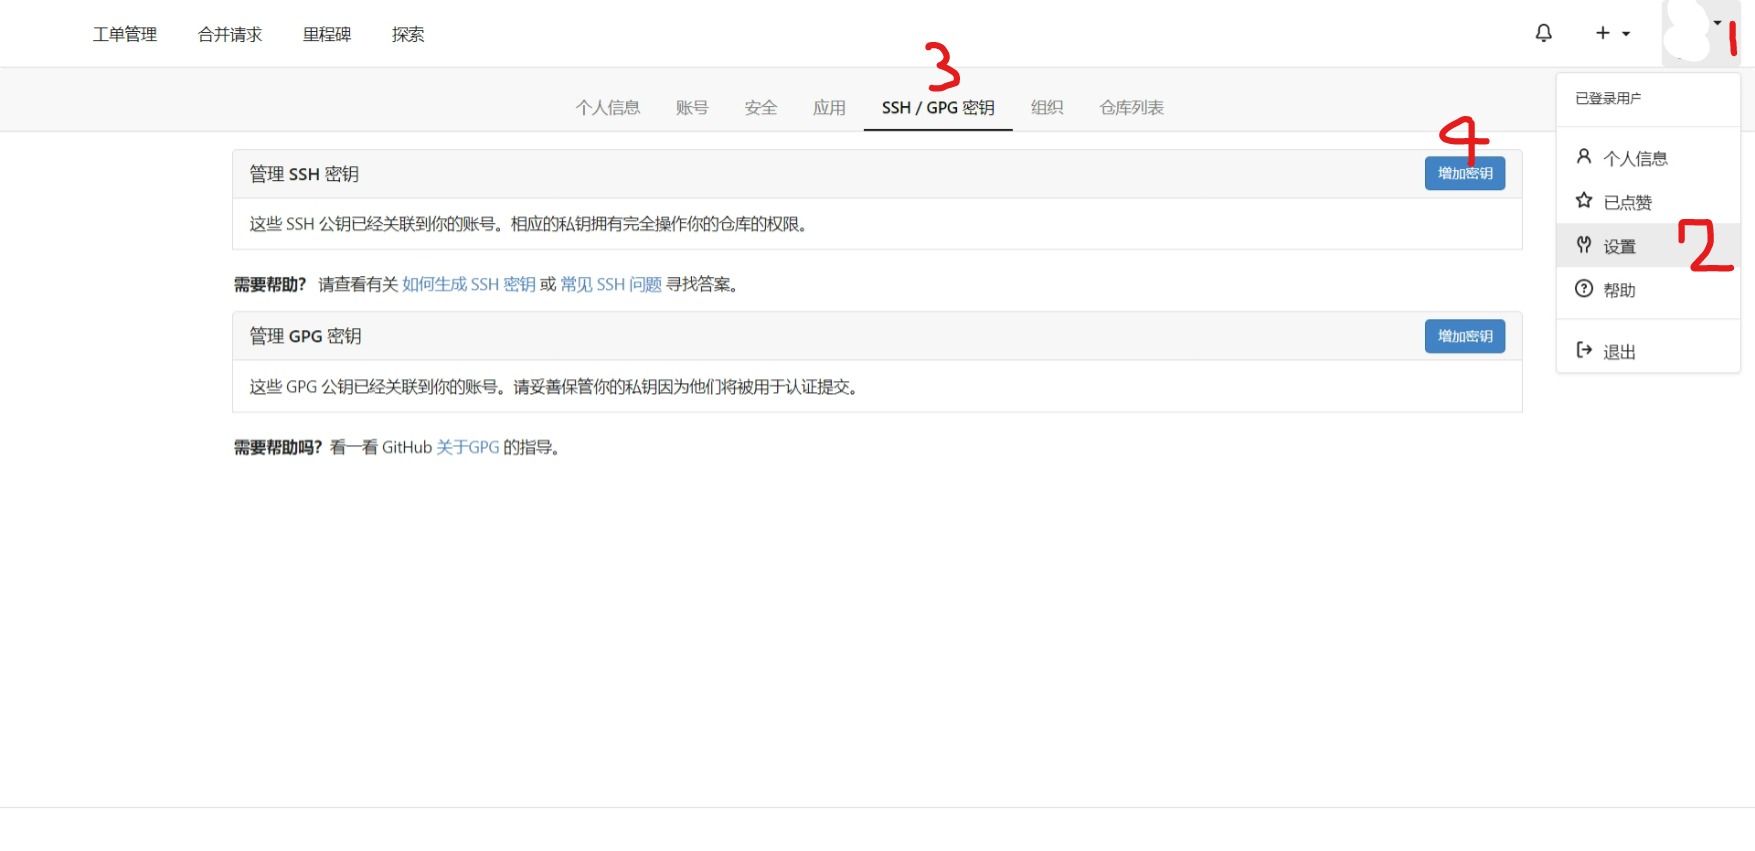 工单管理 合并请求 里程碑 探索
1
3
个人信息 账号 安全 应用 SSH / GPG 密钥 组织 仓库列表
已登录用户
4
管理 SSH 密钥 增加密钥
个人信息
已点赞
这些 SSH 公钥已经关联到你的账号。相应的私钥拥有完全操作你的仓库的权限。
设置 2
需要帮助? 请查看有关 如何生成 SSH 密钥 或 常见 SSH 问题 寻找答案。
帮助
管理 GPG 密钥 增加密钥
退出
这些 GPG 公钥已经关联到你的账号。请妥善保管你的私钥因为他们将被用于认证提交。
需要帮助吗? 看一看 GitHub 关于GPG 的指导。